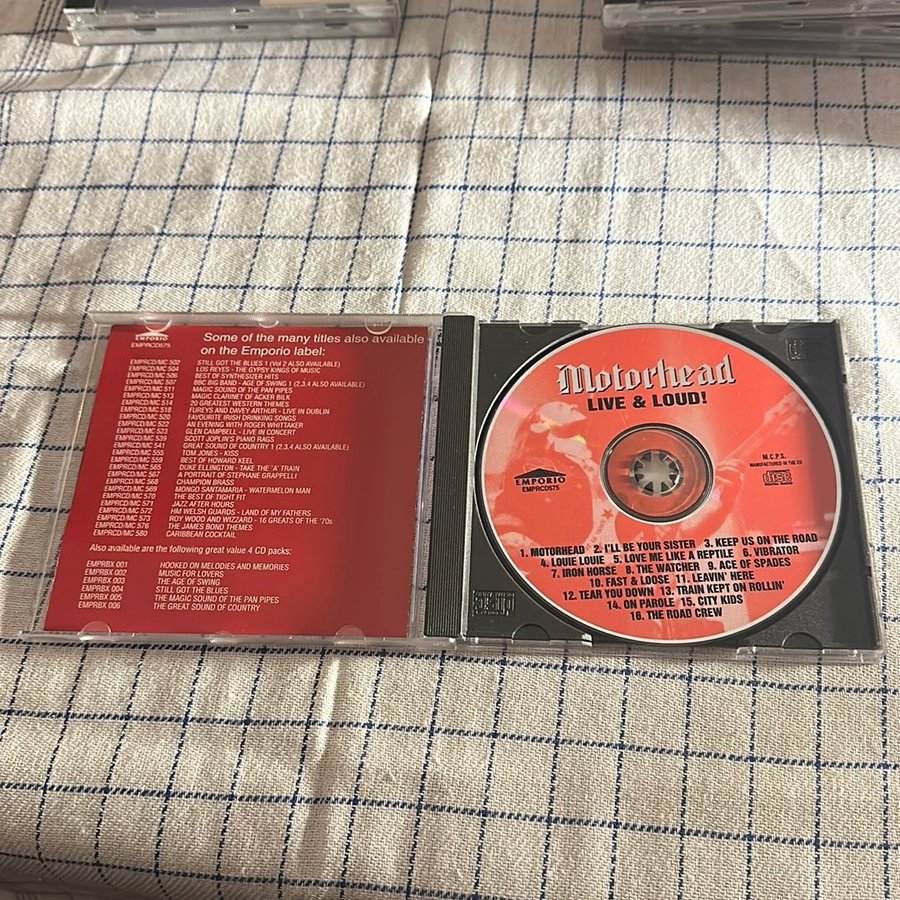 EMPORIO
EMPRCD575
Some of the many titles also available
on the Emporio label:
EMPRCD/MC 502 STILL GOT THE BLUES 1 (Vol 2 ALSO AVAILABLE)
EMPRCD/MC 504 LOS REYES - THE GYPSY KINGS OF MUSIC
EMPRCD/MC 506 BEST OF SYNTHESIZER HITS
EMPRCD/MC 507 BBC BIG BAND - AGE OF SWING 1 (2,3,4 ALSO AVAILABLE)
EMPRCD/MC 511 MAGIC SOUND OF THE PAN PIPES
EMPRCD/MC 513 MAGIC CLARINET OF ACKER BILK
EMPRCD/MC 514 20 GREATEST WESTERN THEMES
EMPRCD/MC 518 FUREYS AND DAVEY ARTHUR - LIVE IN DUBLIN
EMPRCD/MC 520 FAVOURITE IRISH DRINKING SONGS
EMPRCD/MC 522 AN EVENING WITH ROGER WHITTAKER
EMPRCD/MC 523 GLEN CAMPBELL - LIVE IN CONCERT
EMPRCD/MC 539 SCOTT JOPLIN'S PIANO RAGS
EMPRCD/MC 541 GREAT SOUND OF COUNTRY 1 (2,3,4 ALSO AVAILABLE)
EMPRCD/MC 555 TOM JONES - KISS
EMPRCD/MC 559 BEST OF HOWARD KEEL
EMPRCD/MC 565 DUKE ELLINGTON - TAKE THE 'A' TRAIN
EMPRCD/MC 567 A PORTRAIT OF STEPHANE GRAPPELLI
EMPRCD/MC 568 CHAMPION BRASS
EMPRCD/MC 569 MONGO SANTAMARIA - WATERMELON MAN
EMPRCD/MC 570 THE BEST OF TIGHT FIT
EMPRCD/MC 571 JAZZ AFTER HOURS
EMPRCD/MC 572 HM WELSH GUARDS - LAND OF MY FATHERS
EMPRCD/MC 573 ROY WOOD AND WIZZARD - 16 GREATS OF THE '70s
EMPRCD/MC 576 THE JAMES BOND THEMES
EMPRCD/MC 580 CARIBBEAN COCKTAIL
Also available are the following great value 4 CD packs:
EMPRBX 001 HOOKED ON MELODIES AND MEMORIES
EMPRBX 002 MUSIC FOR LOVERS
EMPRBX 003 THE AGE OF SWING
EMPRBX 004 STILL GOT THE BLUES
EMPRBX 005 THE MAGIC SOUND OF THE PAN PIPES
EMPRBX 006 THE GREAT SOUND OF COUNTRY
Motorhead
LIVE & LOUD!
EMPORIO
EMPRCD575
M.C.P.S.
MANUFACTURED IN THE EU
disc
1. MOTORHEAD 2. I'LL BE YOUR SISTER 3. KEEP US ON THE ROAD
4. LOUIE LOUIE 5. LOVE ME LIKE A REPTILE 6. VIBRATOR
7. IRON HORSE 8. THE WATCHER 9. ACE OF SPADES
10. FAST & LOOSE 11. LEAVIN' HERE
12. TEAR YOU DOWN 13. TRAIN KEPT ON ROLLIN'
14. ON PAROLE 15. CITY KIDS
16. THE ROAD CREW
disc